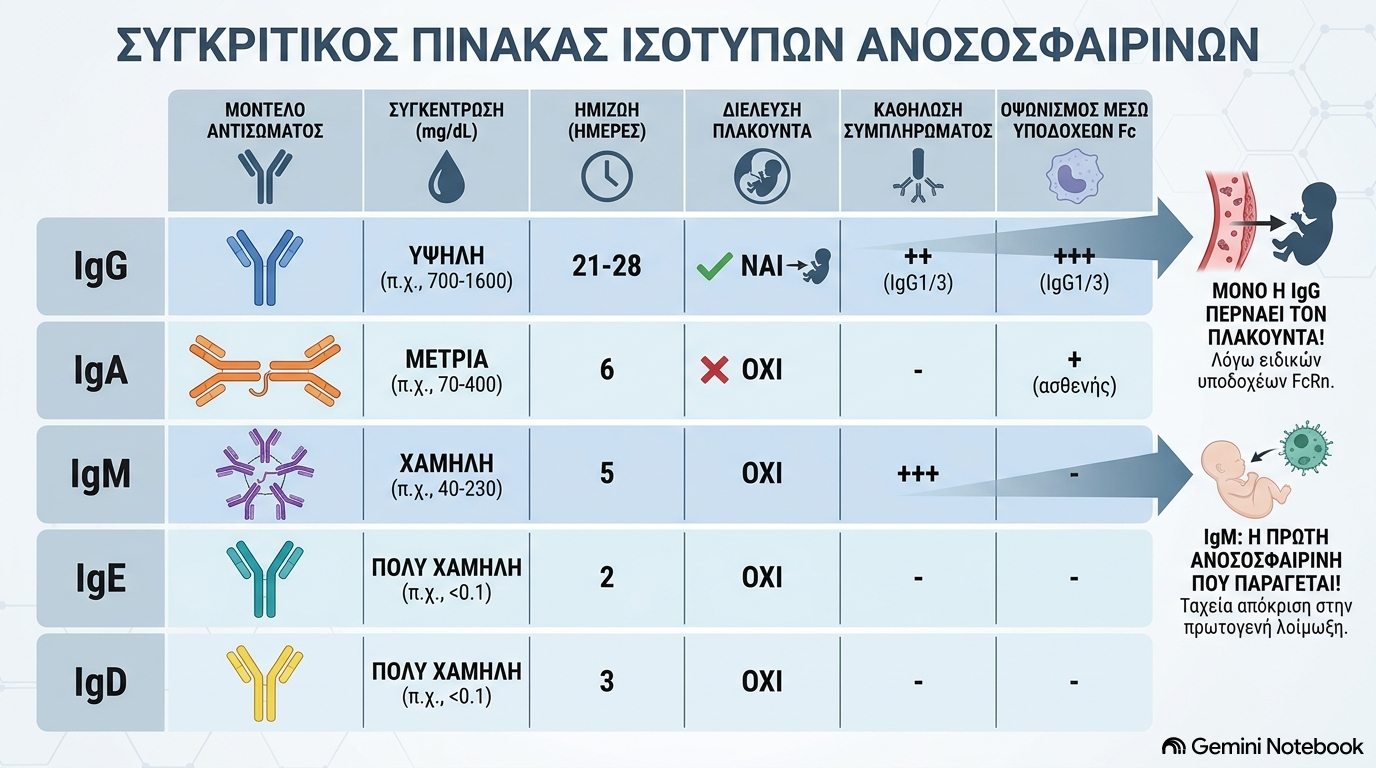 ΣΥΓΚΡΙΤΙΚΟΣ ΠΙΝΑΚΑΣ ΙΣΟΤΥΠΩΝ ΑΝΟΣΟΣΦΑΙΡΙΝΩΝ
ΜΟΝΤΕΛΟ
ΑΝΤΙΣΩΜΑΤΟΣ
ΣΥΓΚΕΝΤΡΩΣΗ
(mg/dL)
ΗΜΙΖΩΗ
(ΗΜΕΡΕΣ)
ΔΙΕΛΕΥΣΗ
ΠΛΑΚΟΥΝΤΑ
ΚΑΘΗΛΩΣΗ
ΣΥΜΠΛΗΡΩΜΑΤΟΣ
ΟΨΩΝΙΣΜΟΣ ΜΕΣΩ
ΥΠΟΔΟΧΕΩΝ Fc
IgG
ΥΨΗΛΗ
(π.χ., 700-1600)
21-28
ΝΑΙ
++
(IgG1/3)
+++
(IgG1/3)
ΜΟΝΟ Η IgG
ΠΕΡΝΑΕΙ ΤΟΝ
ΠΛΑΚΟΥΝΤΑ!
Λόγω ειδικών
υποδοχέων FcRn.
IgA
ΜΕΤΡΙΑ
(π.χ., 70-400)
6
ΟΧΙ
-
+
(ασθενής)
IgM
ΧΑΜΗΛΗ
(π.χ., 40-230)
5
ΟΧΙ
+++
-
IgM: Η ΠΡΩΤΗ
ΑΝΟΣΟΣΦΑΙΡΙΝΗ
ΠΟΥ ΠΑΡΑΓΕΤΑΙ!
Ταχεία απόκριση στην
πρωτογενή λοίμωξη.
IgE
ΠΟΛΥ ΧΑΜΗΛΗ
(π.χ., <0.1)
2
ΟΧΙ
-
-
IgD
ΠΟΛΥ ΧΑΜΗΛΗ
(π.χ., <0.1)
3
ΟΧΙ
-
-
Gemini Notebook